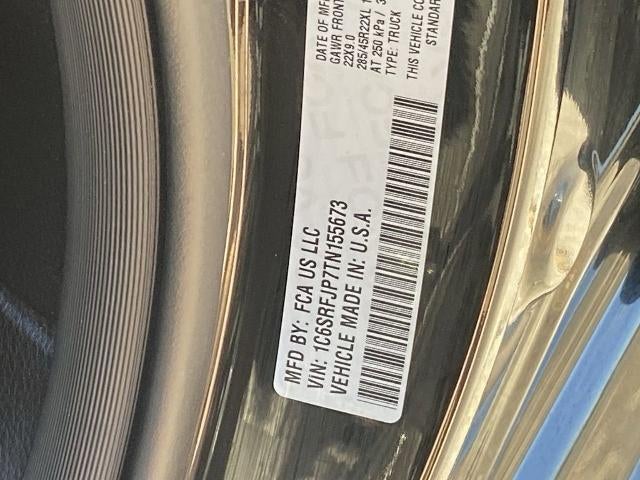 MFD BY: FCA US LLC
DATE OF MFR
VIN: 1C6SRFJP7TN155673
GAWR FRONT
22X9.0
VEHICLE MADE IN: U.S.A.
285/45R22XL
AT 250 kPa /
TYPE: TRUCK
THIS VEHICLE CO
STANDAR